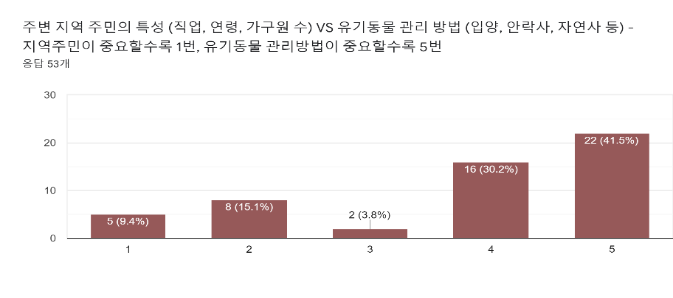 주변 지역 주민의 특성 (직업, 연령, 가구원 수) VS 유기동물 관리 방법 (입양, 안락사, 자연사 등) -
지역주민이 중요할수록 1번, 유기동물 관리방법이 중요할수록 5번
응답 53개
30
20
10
0
5 (9.4%)
8 (15.1%)
2 (3.8%)
16 (30.2%)
22 (41.5%)
1 2 3 4 5